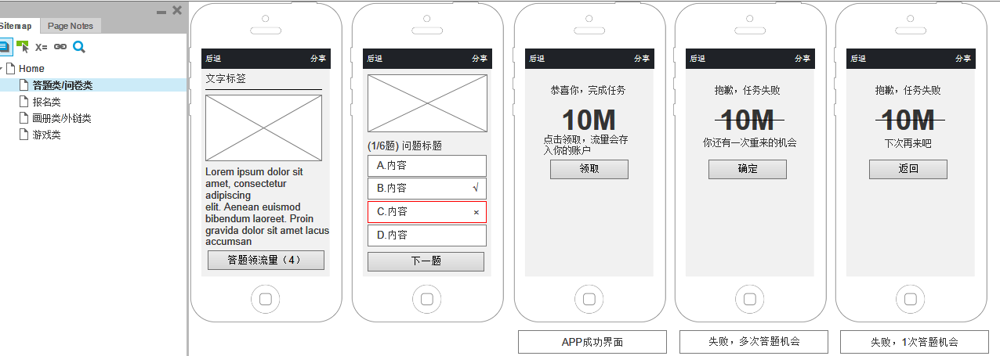 Sitemap
Page Notes
X=
Home
答题类/问卷类
报名类
画册类/外链类
游戏类
后退 分享
文字标签
Lorem ipsum dolor sit
amet, consectetur
adipiscing
elit. Aenean euismod
bibendum laoreet. Proin
gravida dolor sit amet lacus
accumsan
答题领流量（4）
后退 分享
(1/6题) 问题标题
A.内容
B.内容 √
C.内容 ×
D.内容
下一题
后退 分享
恭喜你，完成任务
10M
点击领取，流量会存
入你的账户
领取
APP成功界面
后退 分享
抱歉，任务失败
10M
你还有一次重来的机会
确定
失败，多次答题机会
后退 分享
抱歉，任务失败
10M
下次再来吧
返回
失败，1次答题机会